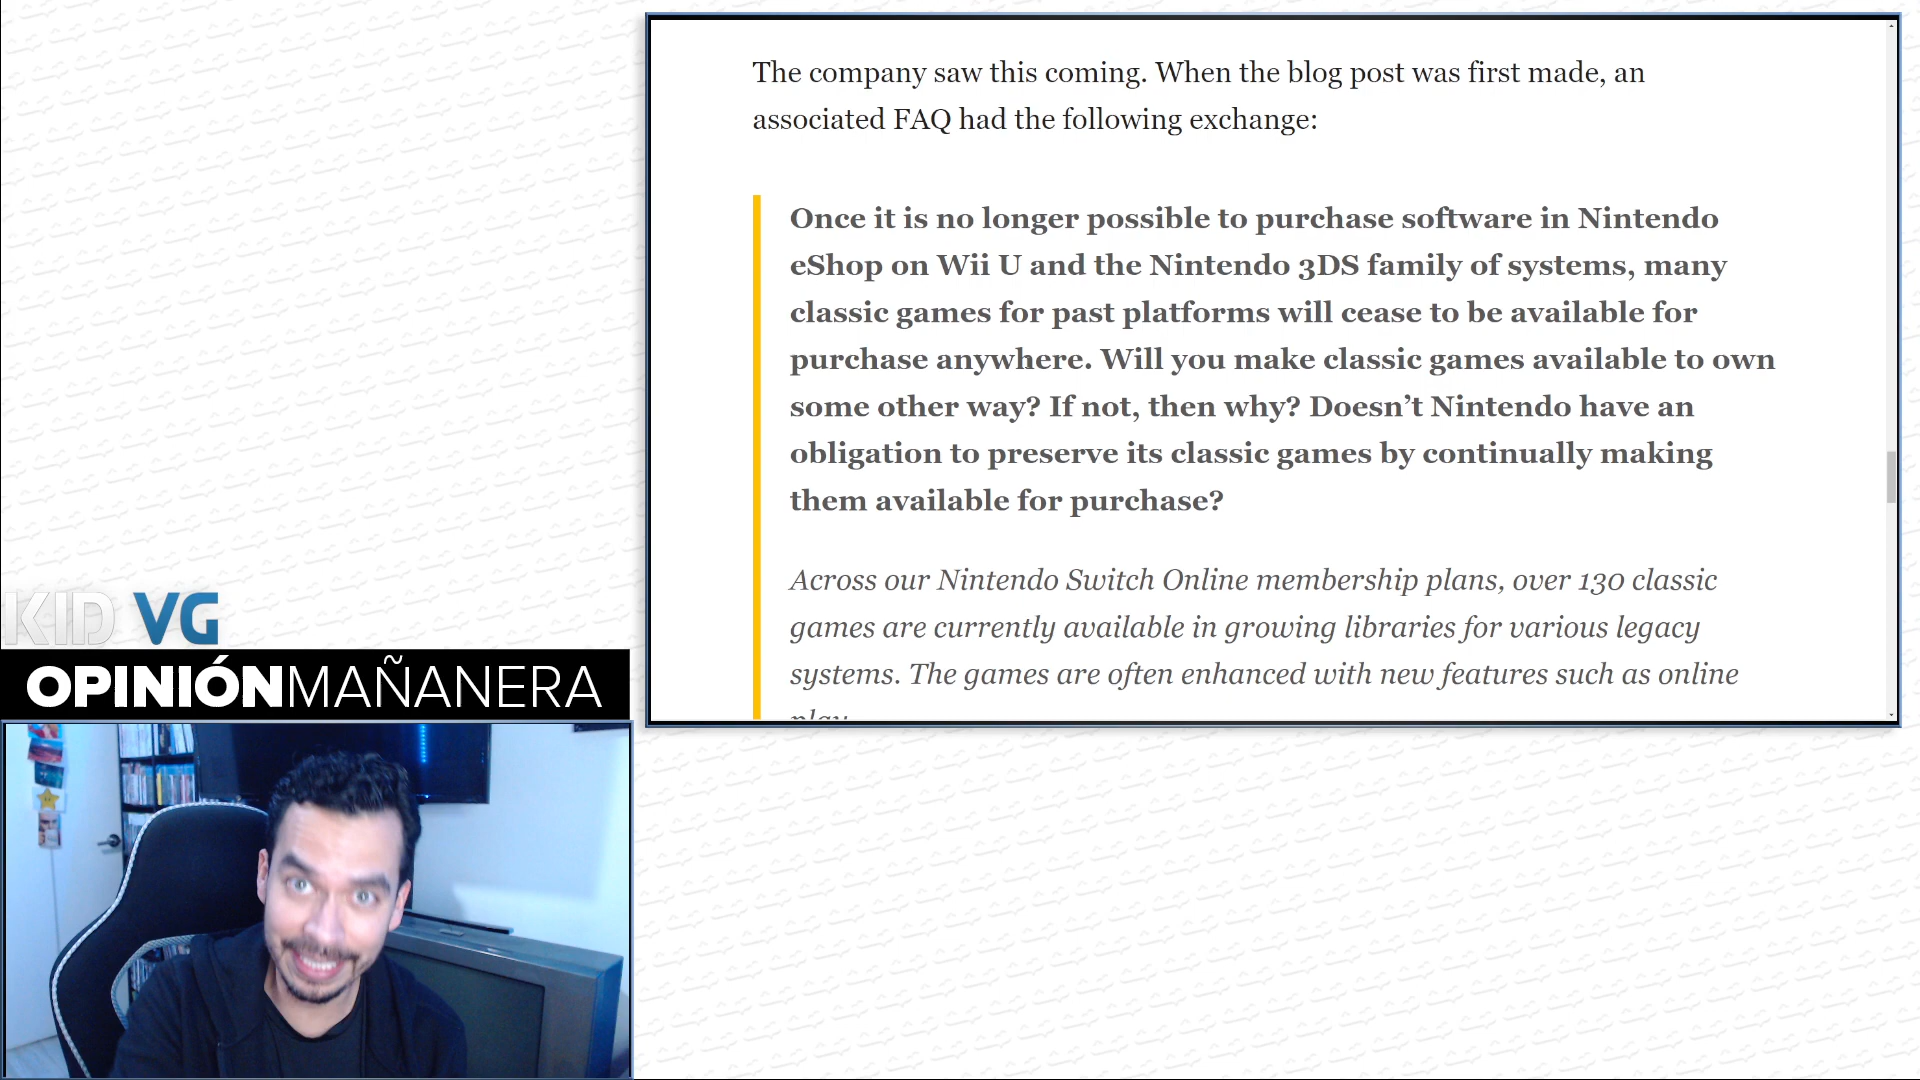 The company saw this coming. When the blog post was first made, an
associated FAQ had the following exchange:
Once it is no longer possible to purchase software in Nintendo
eShop on Wii U and the Nintendo 3DS family of systems, many
classic games for past platforms will cease to be available for
purchase anywhere. Will you make classic games available to own
some other way? If not, then why? Doesn’t Nintendo have an
obligation to preserve its classic games by continually making
them available for purchase?
Across our Nintendo Switch Online membership plans, over 130 classic
games are currently available in growing libraries for various legacy
systems. The games are often enhanced with new features such as online
play
KID VG
OPINIÓNMAÑANERA